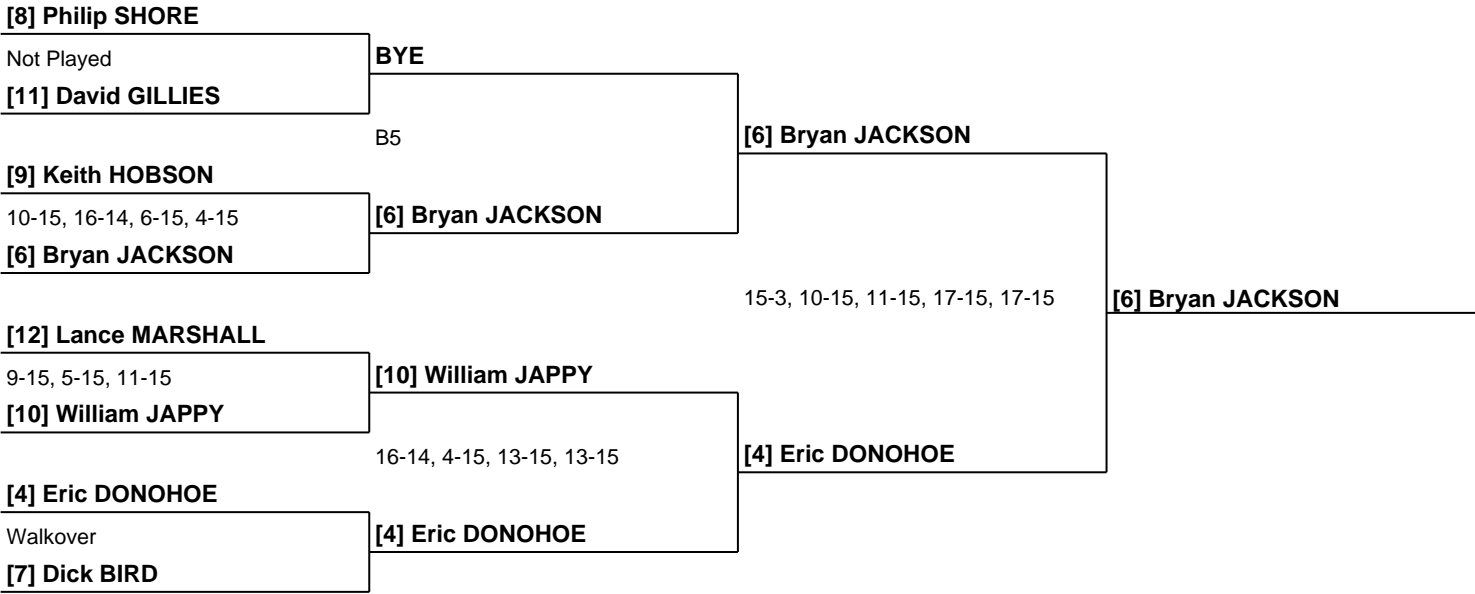 [8] Philip SHORE
Not Played
[11] David GILLIES
BYE
B5
[9] Keith HOBSON
10-15, 16-14, 6-15, 4-15
[6] Bryan JACKSON
[6] Bryan JACKSON
[6] Bryan JACKSON
15-3, 10-15, 11-15, 17-15, 17-15
[6] Bryan JACKSON
[12] Lance MARSHALL
9-15, 5-15, 11-15
[10] William JAPPY
[10] William JAPPY
16-14, 4-15, 13-15, 13-15
[4] Eric DONOHOE
[4] Eric DONOHOE
Walkover
[7] Dick BIRD
[4] Eric DONOHOE